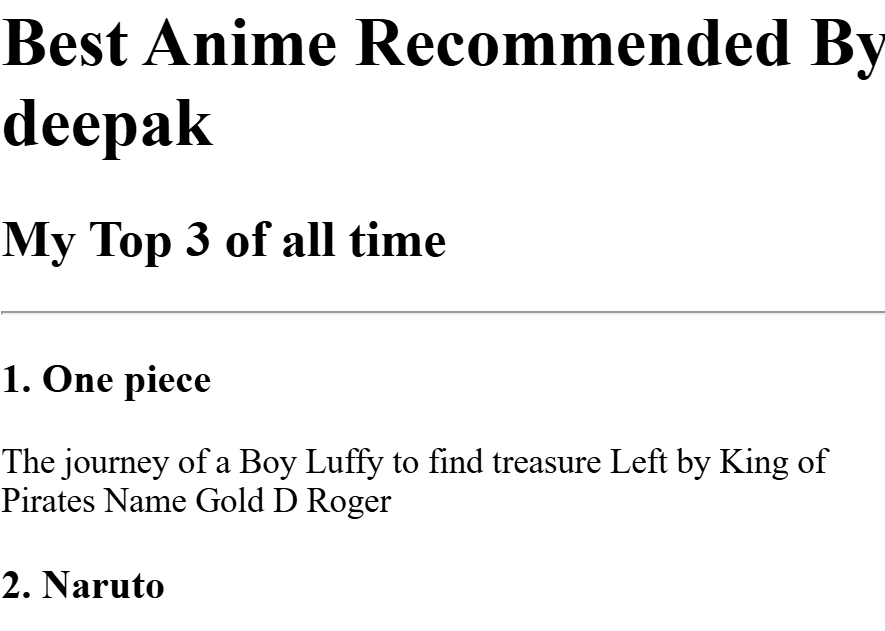 Best Anime Recommended By
deepak
My Top 3 of all time
1. One piece
The journey of a Boy Luffy to find treasure Left by King of
Pirates Name Gold D Roger
2. Naruto